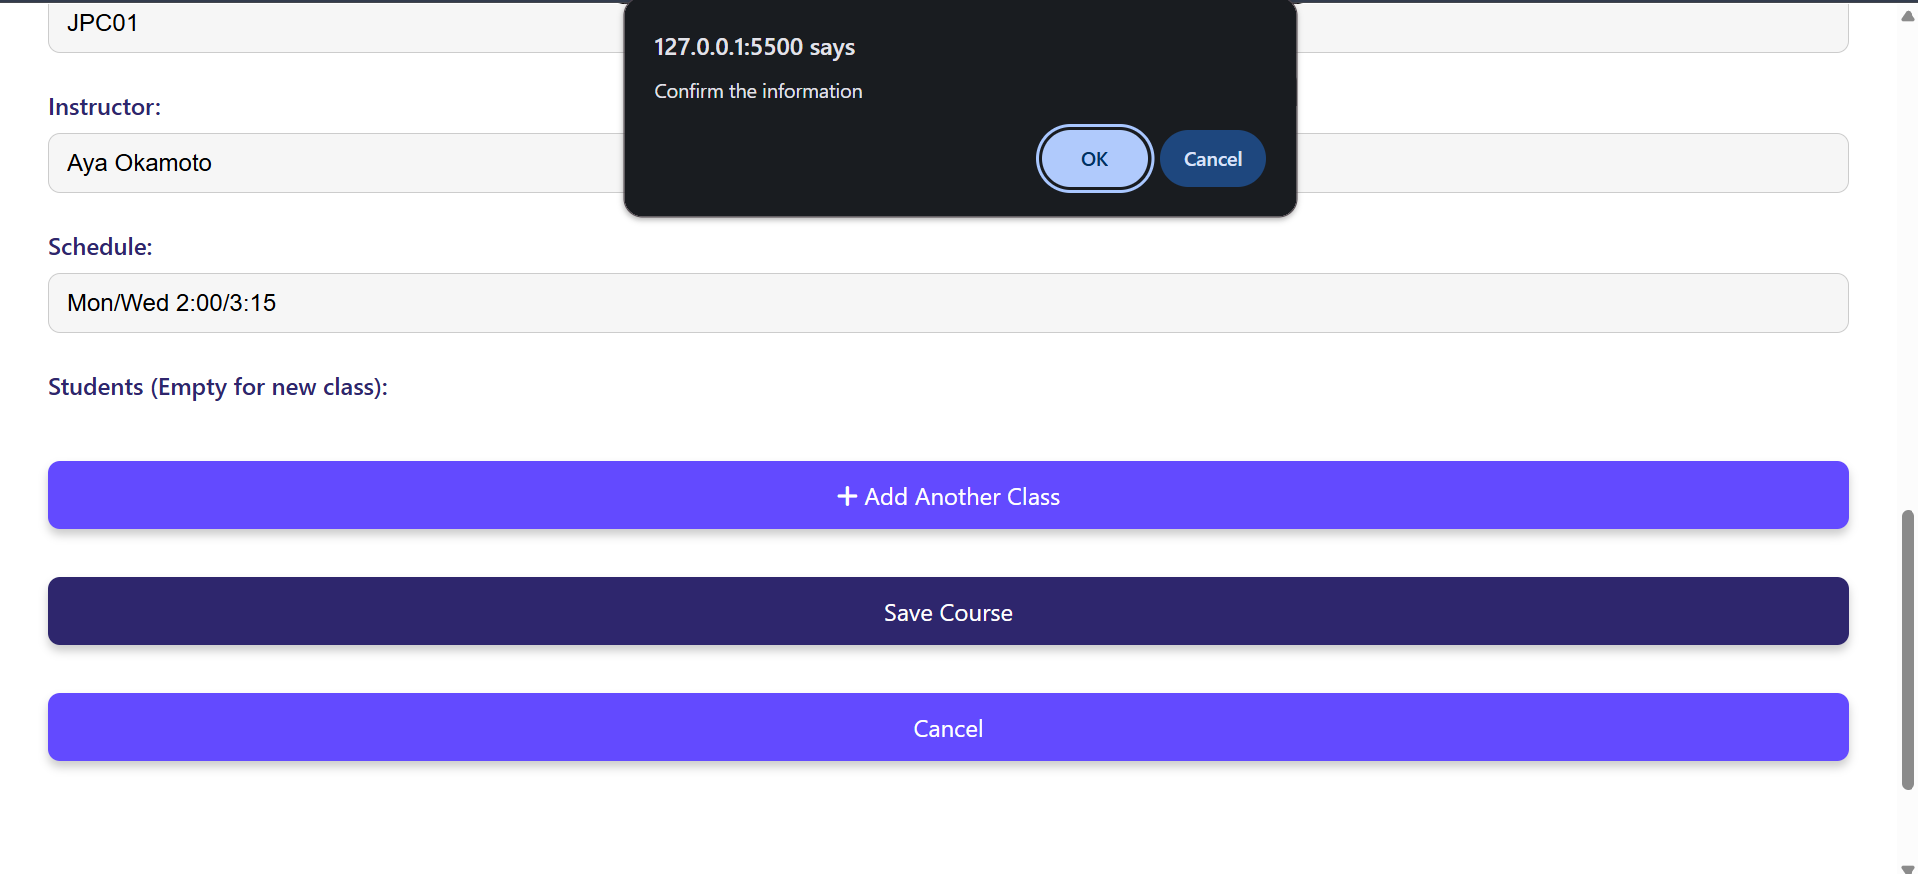 JPC01
127.0.0.1:5500 says
Confirm the information
OK
Cancel
Instructor:
Aya Okamoto
Schedule:
Mon/Wed 2:00/3:15
Students (Empty for new class):
+ Add Another Class
Save Course
Cancel